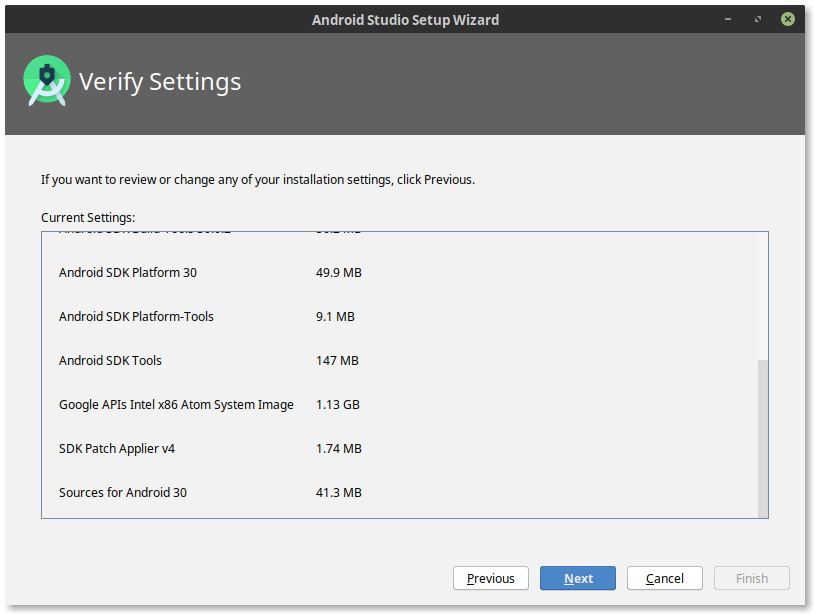 Android Studio Setup Wizard
Verify Settings
If you want to review or change any of your installation settings, click Previous.
Current Settings:
Android SDK Platform 30 49.9 MB
Android SDK Platform-Tools 9.1 MB
Android SDK Tools 147 MB
Google APIs Intel x86 Atom System Image 1.13 GB
SDK Patch Applier v4 1.74 MB
Sources for Android 30 41.3 MB
Previous Next Cancel Finish